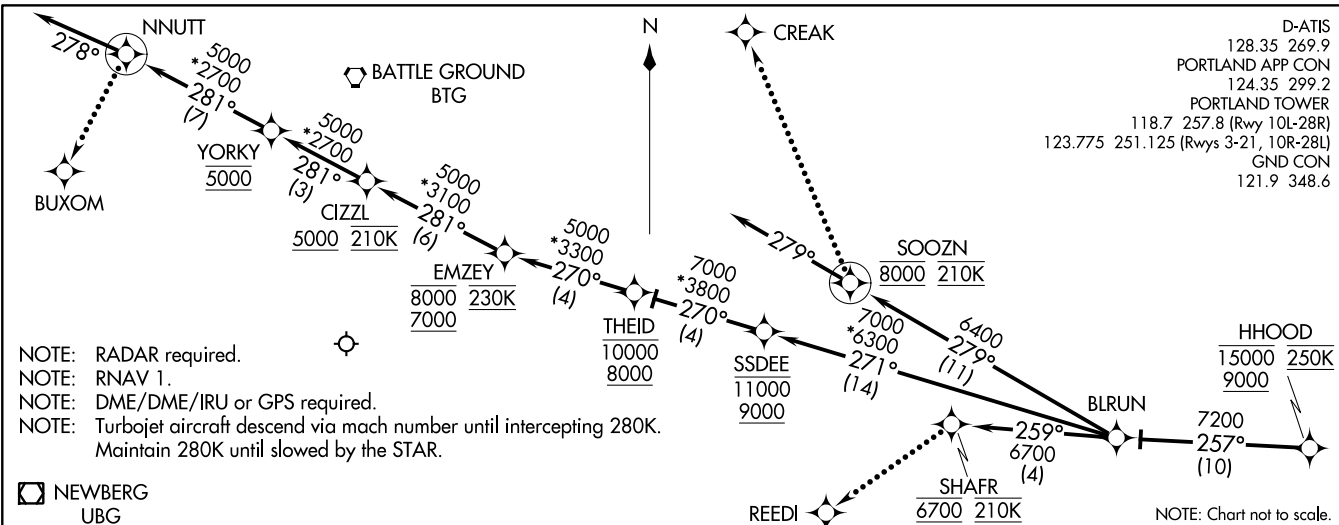 NNUTT
278°
5000
*2700
281°
(7)
BATTLE GROUND
BTG
N
CREAK
D-ATIS
128.35 269.9
PORTLAND APP CON
124.35 299.2
PORTLAND TOWER
118.7 257.8 (Rwy 10L-28R)
123.775 251.125 (Rwys 3-21, 10R-28L)
GND CON
121.9 348.6
BUXOM
YORKY
5000
5000
*2700
281°
(3)
CIZZL
5000 210K
5000
*3100
281°
(6)
EMZEY
8000 230K
7000
5000
*3300
270°
(4)
THEID
10000
8000
7000
*3800
270°
(4)
SSDEE
11000
9000
279°
SOOZN
8000 210K
7000
*6300
271°
(14)
6400
279°
(11)
HHOOD
15000 250K
9000
BLRUN
7200
257°
(10)
259°
6700
(4)
SHAFR
6700 210K
REEDI
NOTE: RADAR required.
NOTE: RNAV 1.
NOTE: DME/DME/IRU or GPS required.
NOTE: Turbojet aircraft descend via mach number until intercepting 280K.
Maintain 280K until slowed by the STAR.
NEWBERG
UBG
NOTE: Chart not to scale.